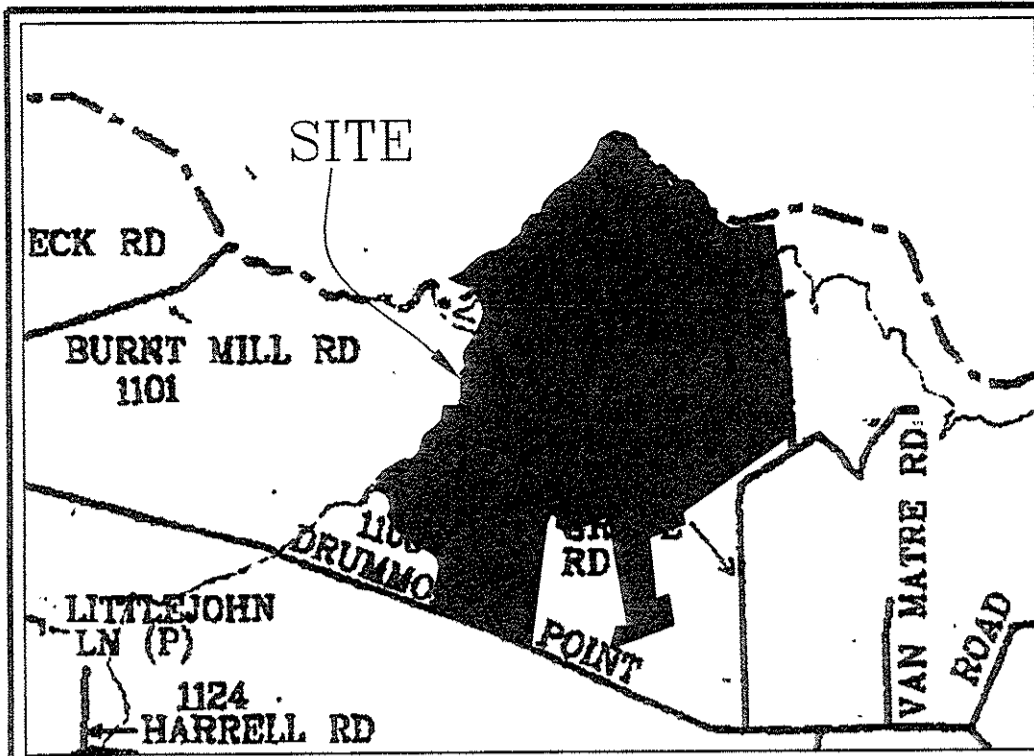 SITE
ECK RD
BURNT MILL RD
1101
DRUMMO
RD
POINT
VAN MATRE RD
ROAD
LITTLEJOHN
LN (P)
1124
HARRELL RD